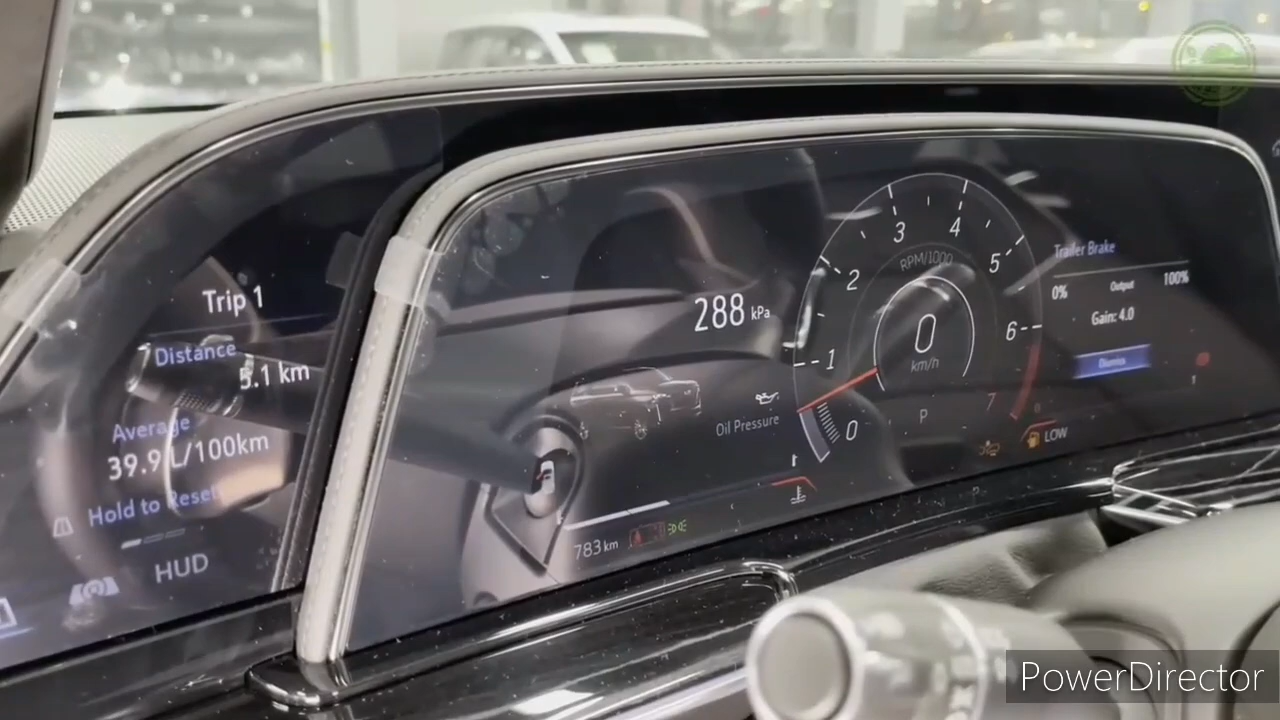 Trip 1
Distance
5.1 km
Average
39.9 L/100km
Hold to Reset
HUD
288 kPa
Oil Pressure
783 km
0
1
2
3
4
5
6
7
RPM/1000
0
km/h
P
LOW
Trailer Brake
0% Output 100%
Gain: 4.0
Dismiss
PowerDirector